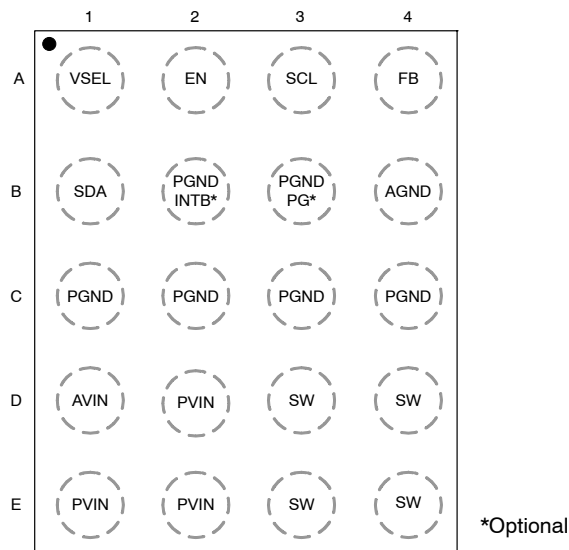 1 2 3 4
A VSEL EN SCL FB
B SDA PGND INTB* PGND PG* AGND
C PGND PGND PGND PGND
D AVIN PVIN SW SW
E PVIN PVIN SW SW
*Optional